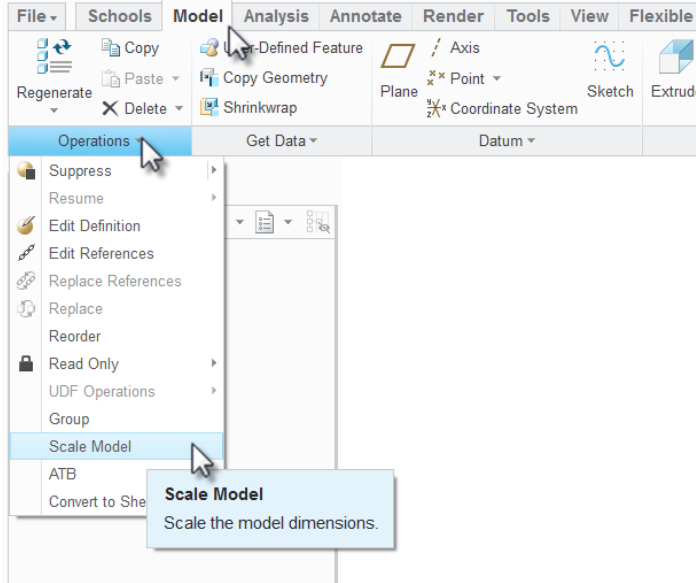 File Schools Model Analysis Annotate Render Tools View Flexible
Copy User-Defined Feature Axis
Paste Copy Geometry Point
Regenerate Plane Sketch Extrud
Delete Shrinkwrap Coordinate System
Operations Get Data Datum
Suppress
Resume
Edit Definition
Edit References
Replace References
Replace
Reorder
Read Only
UDF Operations
Group
Scale Model
ATB
Convert to She
Scale Model
Scale the model dimensions.